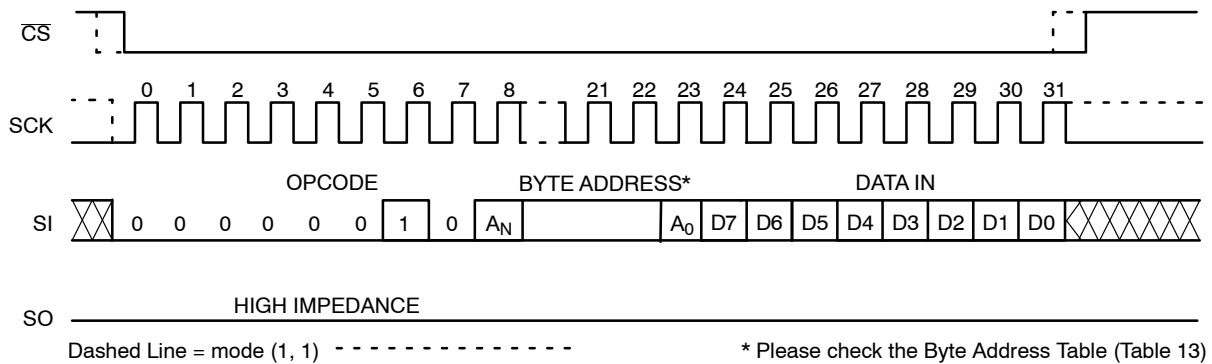 CS
0 1 2 3 4 5 6 7 8 21 22 23 24 25 26 27 28 29 30 31
SCK
OPCODE BYTE ADDRESS* DATA IN
SI 0 0 0 0 0 0 1 0 AN A0 D7 D6 D5 D4 D3 D2 D1 D0
HIGH IMPEDANCE
SO
Dashed Line = mode (1, 1) * Please check the Byte Address Table (Table 13)